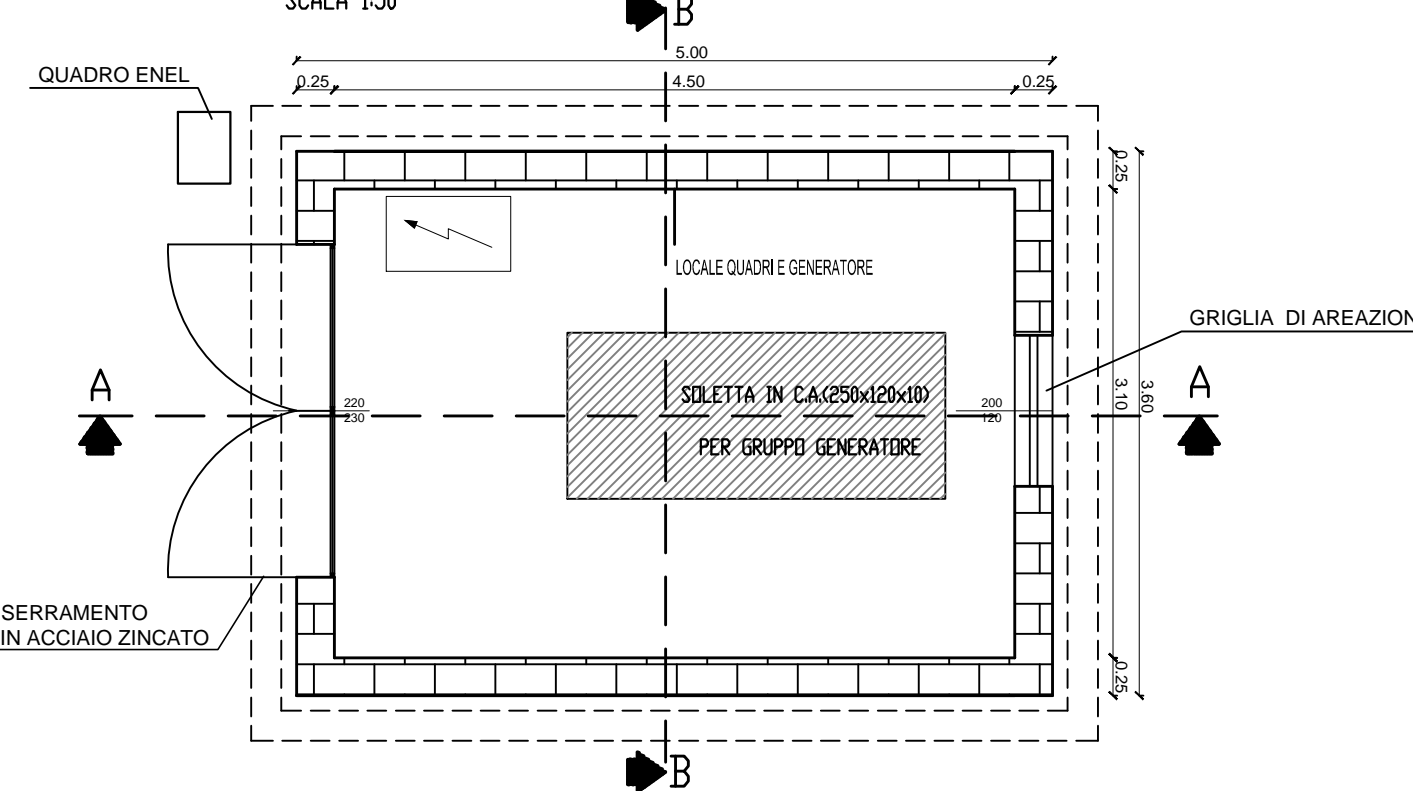 SCALA 1:50
B
5.00
QUADRO ENEL
0.25
4.50
0.25
0.25
LOCALE QUADRI E GENERATORE
GRIGLIA DI AREAZION
A
SOLETTA IN C.A.(250x120x10)
220
230
200
120
3.10
3.60
A
PER GRUPPO GENERATORE
SERRAMENTO
IN ACCIAIO ZINCATO
0.25
B